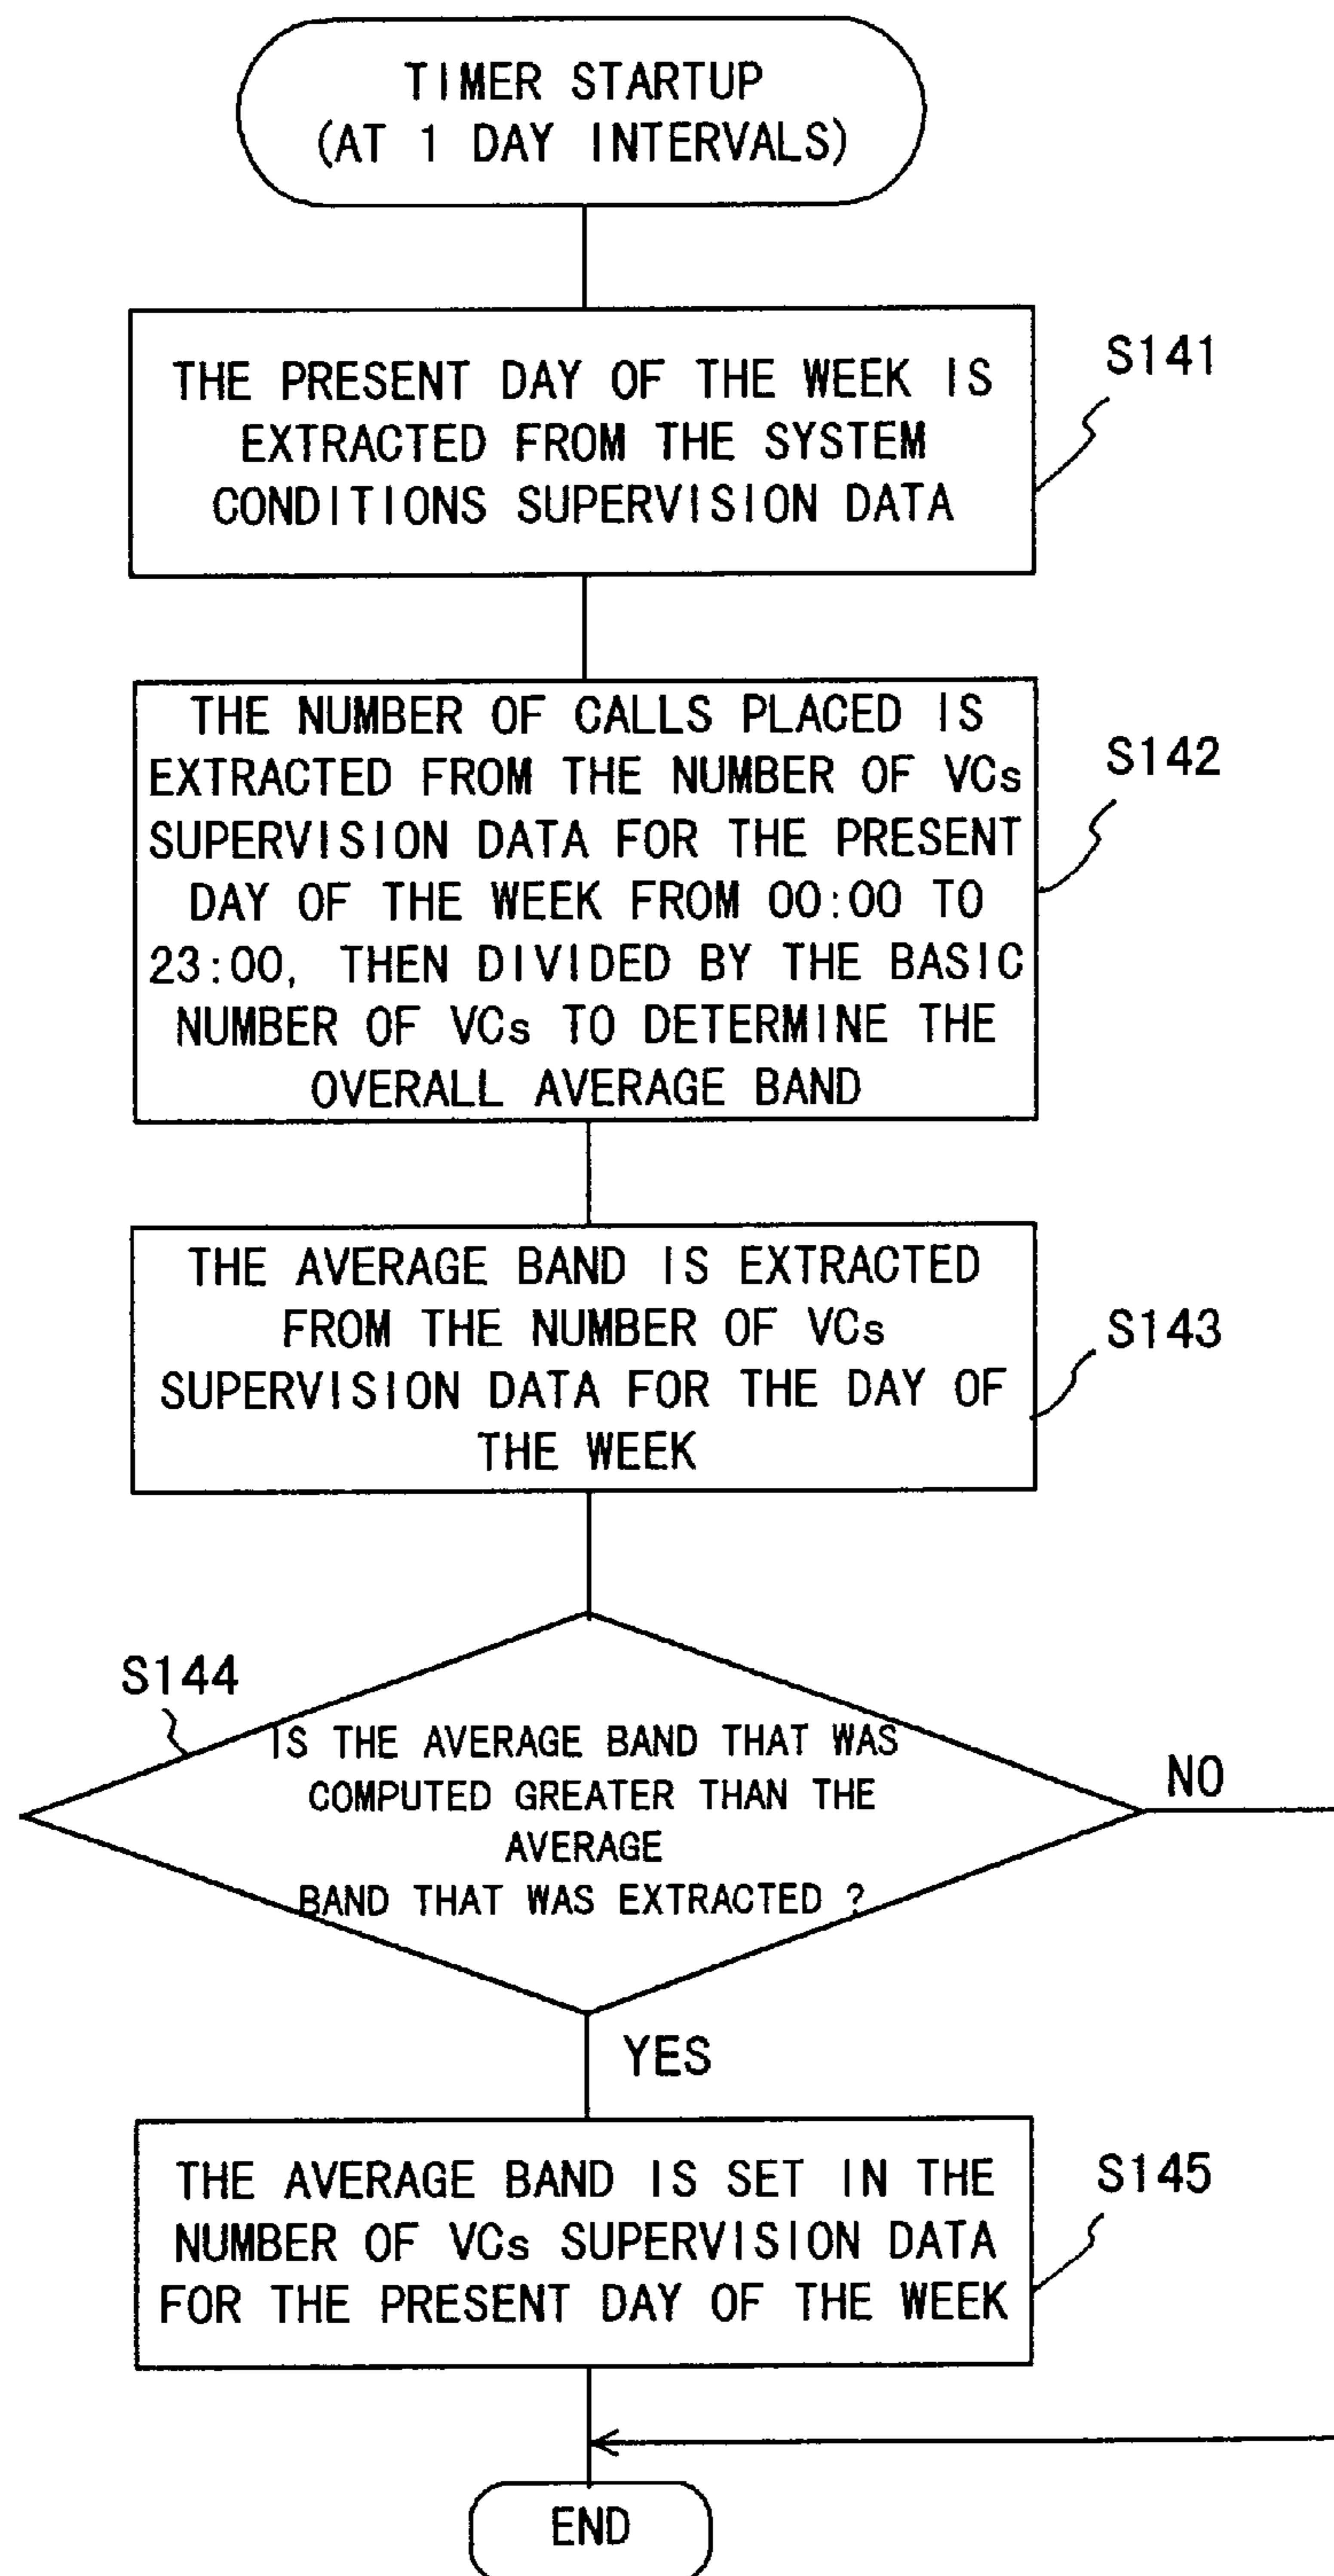 TIMER STARTUP
(AT 1 DAY INTERVALS)
THE PRESENT DAY OF THE WEEK IS
EXTRACTED FROM THE SYSTEM
CONDITIONS SUPERVISION DATA
S141
THE NUMBER OF CALLS PLACED IS
EXTRACTED FROM THE NUMBER OF VCs
SUPERVISION DATA FOR THE PRESENT
DAY OF THE WEEK FROM 00:00 TO
23:00, THEN DIVIDED BY THE BASIC
NUMBER OF VCs TO DETERMINE THE
OVERALL AVERAGE BAND
S142
THE AVERAGE BAND IS EXTRACTED
FROM THE NUMBER OF VCs
SUPERVISION DATA FOR THE DAY OF
THE WEEK
S143
S144
IS THE AVERAGE BAND THAT WAS
COMPUTED GREATER THAN THE
AVERAGE
BAND THAT WAS EXTRACTED ?
NO
YES
THE AVERAGE BAND IS SET IN THE
NUMBER OF VCs SUPERVISION DATA
FOR THE PRESENT DAY OF THE WEEK
S145
END